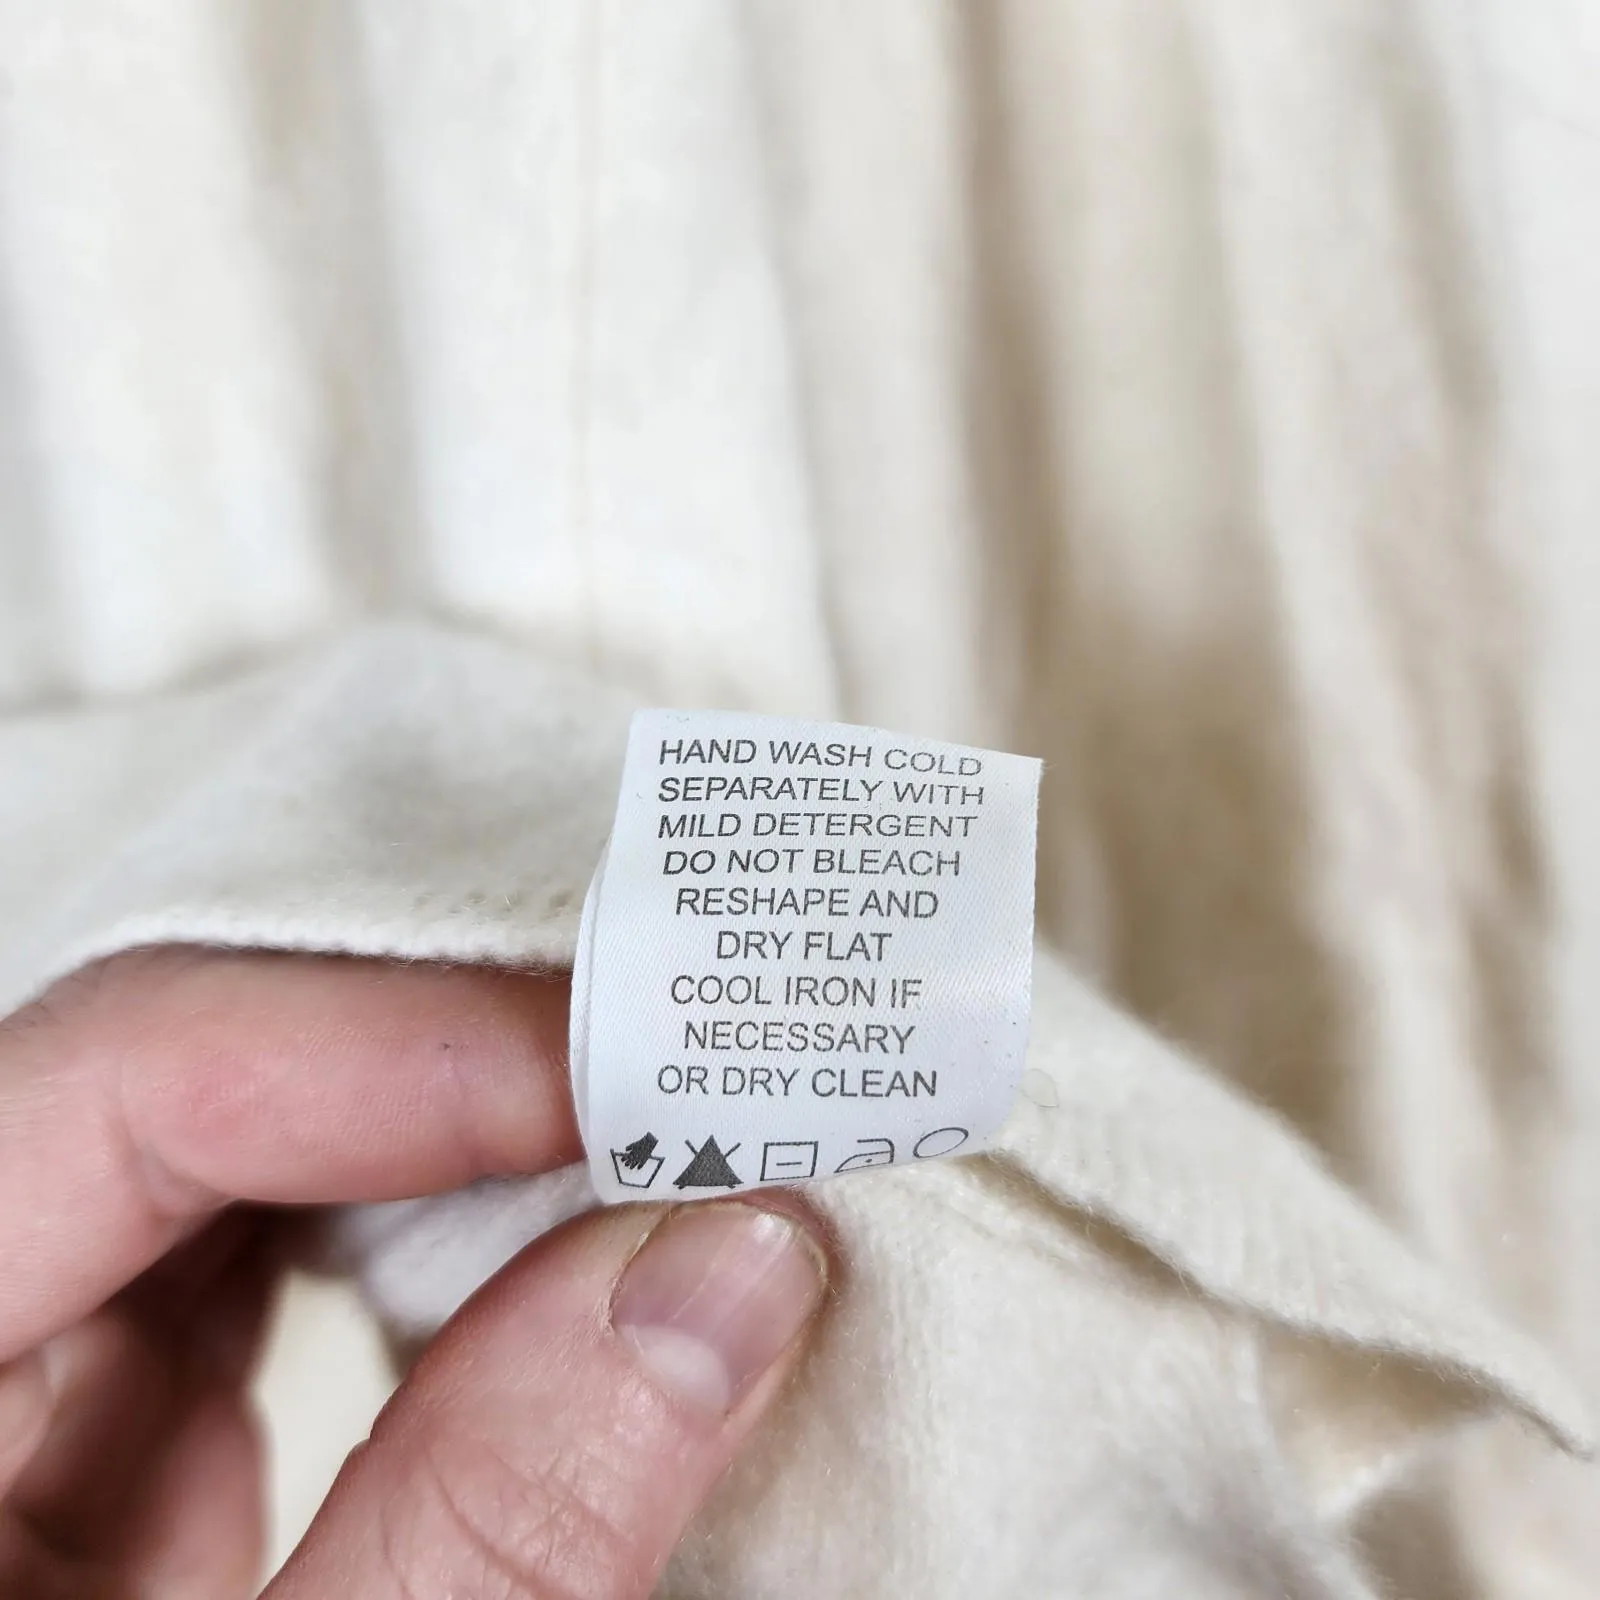 HAND WASH COLD
SEPARATELY WITH
MILD DETERGENT
DO NOT BLEACH
RESHAPE AND
DRY FLAT
COOL IRON IF
NECESSARY
OR DRY CLEAN